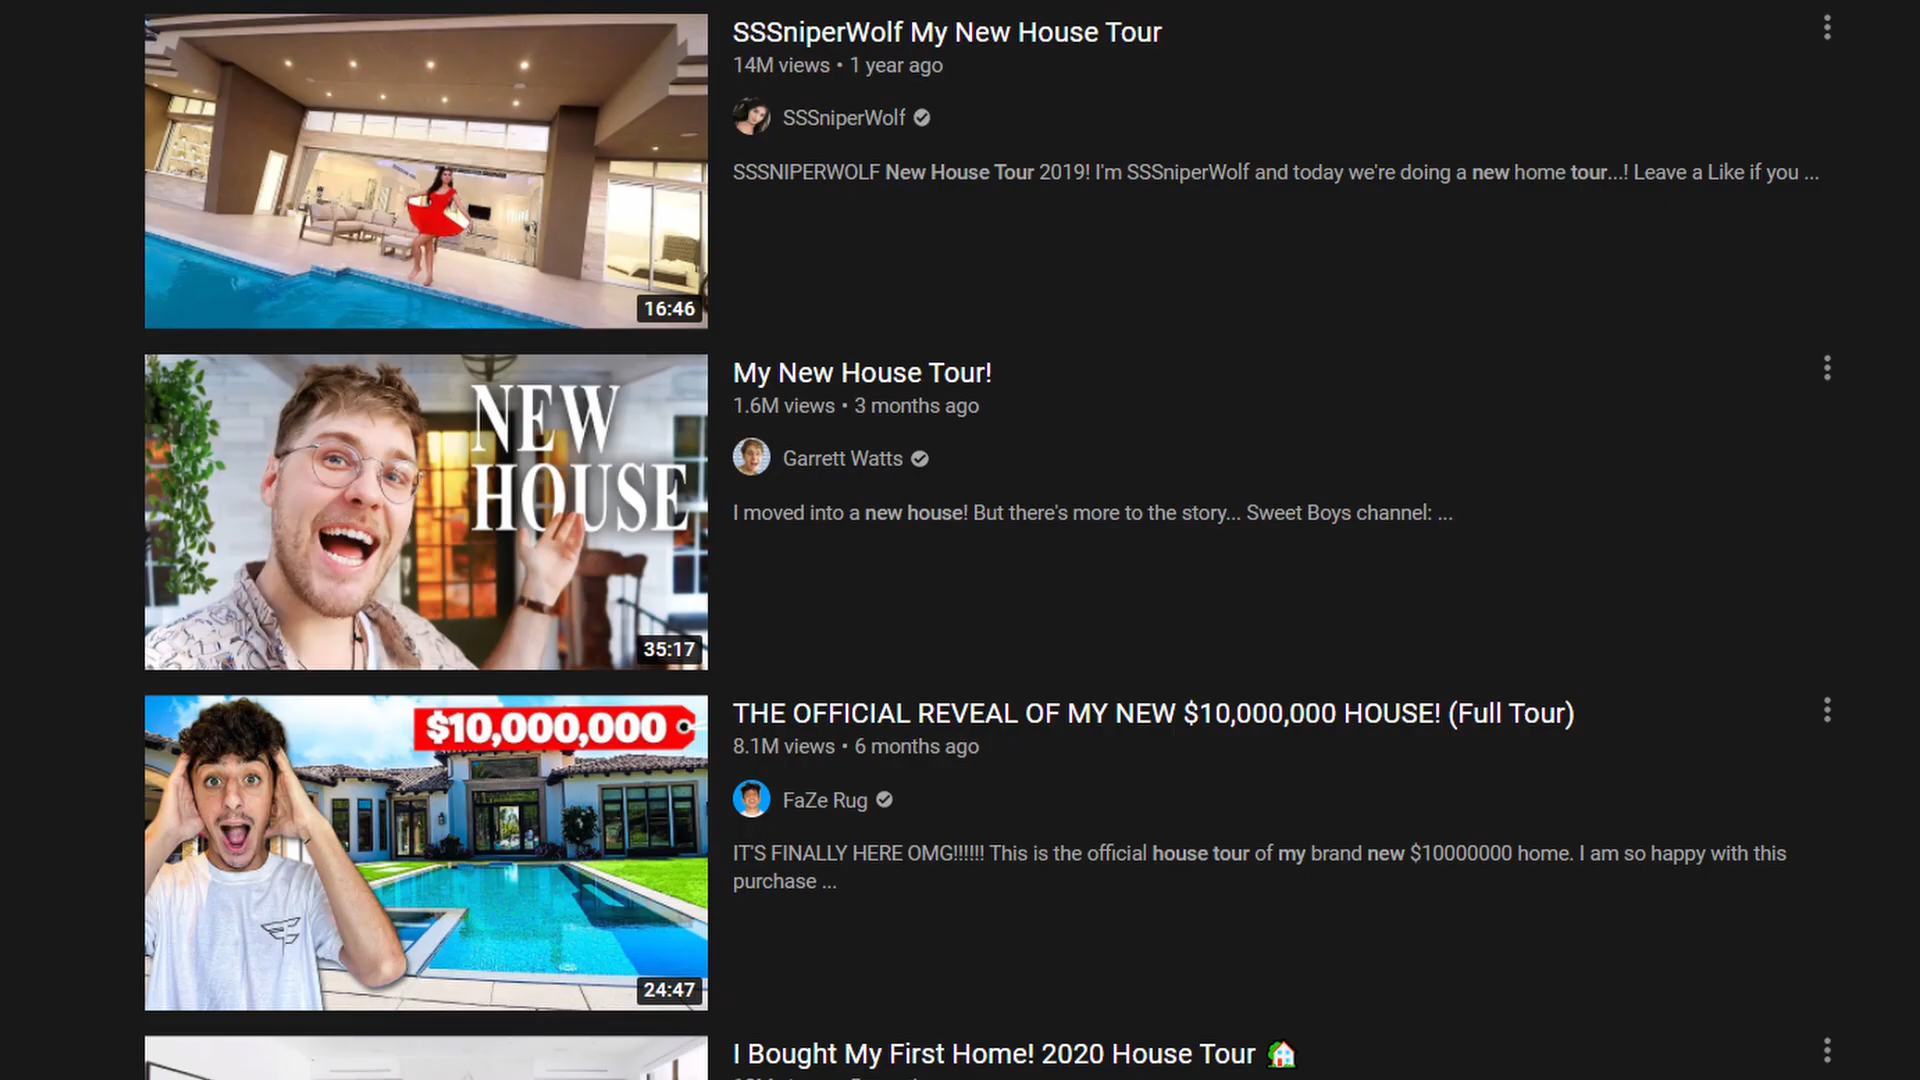 SSSniperWolf My New House Tour
14M views • 1 year ago
SSSniperWolf
SSSNIPERWOLF New House Tour 2019! I'm SSSniperWolf and today we're doing a new home tour...! Leave a Like if you ...
16:46
NEW
HOUSE
35:17
My New House Tour!
1.6M views • 3 months ago
Garrett Watts
I moved into a new house! But there's more to the story... Sweet Boys channel: ...
$10,000,000
24:47
THE OFFICIAL REVEAL OF MY NEW $10,000,000 HOUSE! (Full Tour)
8.1M views • 6 months ago
FaZe Rug
IT'S FINALLY HERE OMG!!!!!! This is the official house tour of my brand new $10000000 home. I am so happy with this
purchase ...
I Bought My First Home! 2020 House Tour 🏡